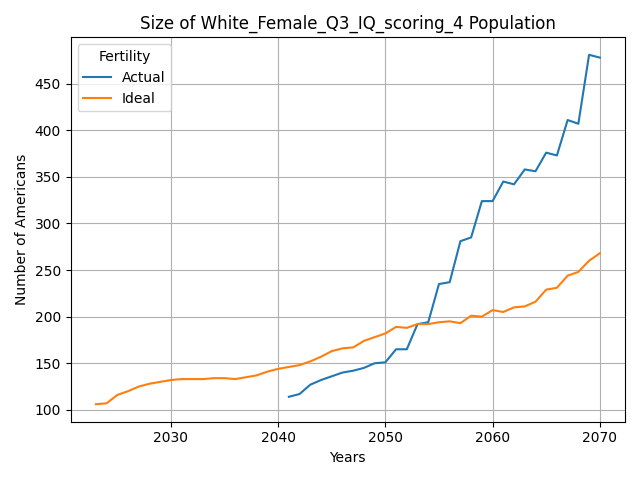 Size of White_Female_Q3_IQ_scoring_4 Population
Fertility
Actual
Ideal
450
400
350
300
250
200
150
100
Number of Americans
2030 2040 2050 2060 2070
Years